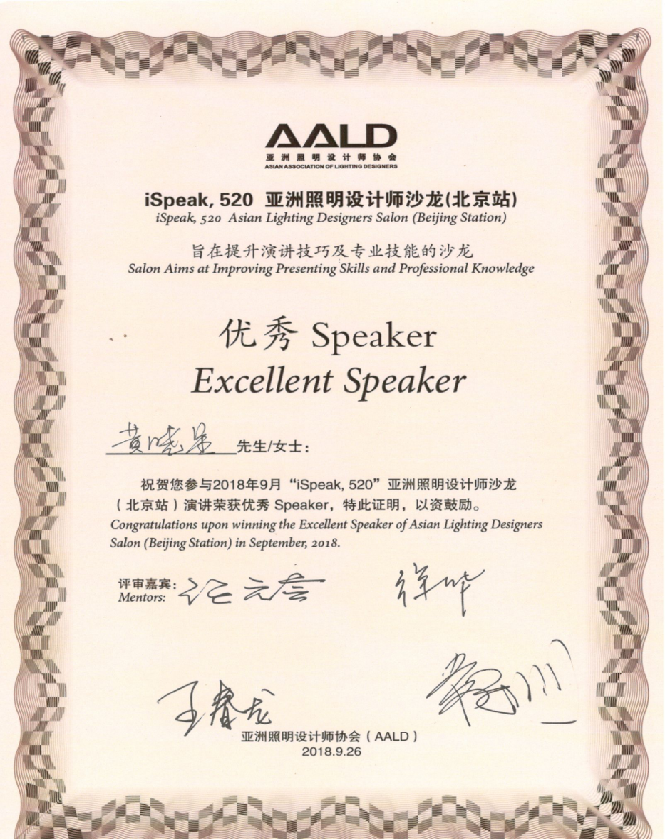 AALD
亚洲照明设计师协会
ASIAN ASSOCIATION OF LIGHTING DESIGNERS
iSpeak, 520 亚洲照明设计师沙龙(北京站)
iSpeak, 520 Asian Lighting Designers Salon (Beijing Station)
旨在提升演讲技巧及专业技能的沙龙
Salon Aims at Improving Presenting Skills and Professional Knowledge
优秀 Speaker
Excellent Speaker
先生/女士：
祝贺您参与2018年9月“iSpeak, 520”亚洲照明设计师沙龙
（北京站）演讲荣获优秀 Speaker，特此证明，以资鼓励。
Congratulations upon winning the Excellent Speaker of Asian Lighting Designers
Salon (Beijing Station) in September, 2018.
评审嘉宾：
Mentors:
王睿龙
亚洲照明设计师协会（AALD）
2018.9.26